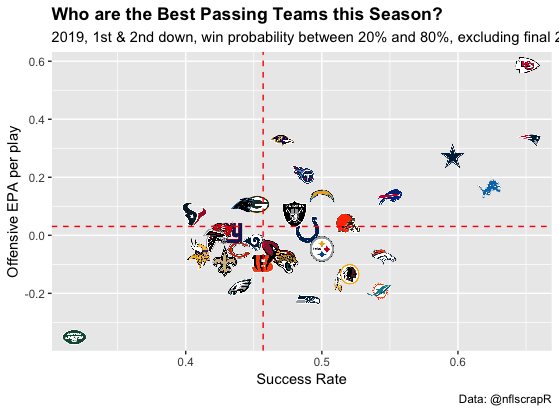 Who are the Best Passing Teams this Season?
2019, 1st & 2nd down, win probability between 20% and 80%, excluding final 2
Offensive EPA per play
0.6
0.4
0.2
0.0
-0.2
0.4
0.5
0.6
Success Rate
Data: @nflscrapR